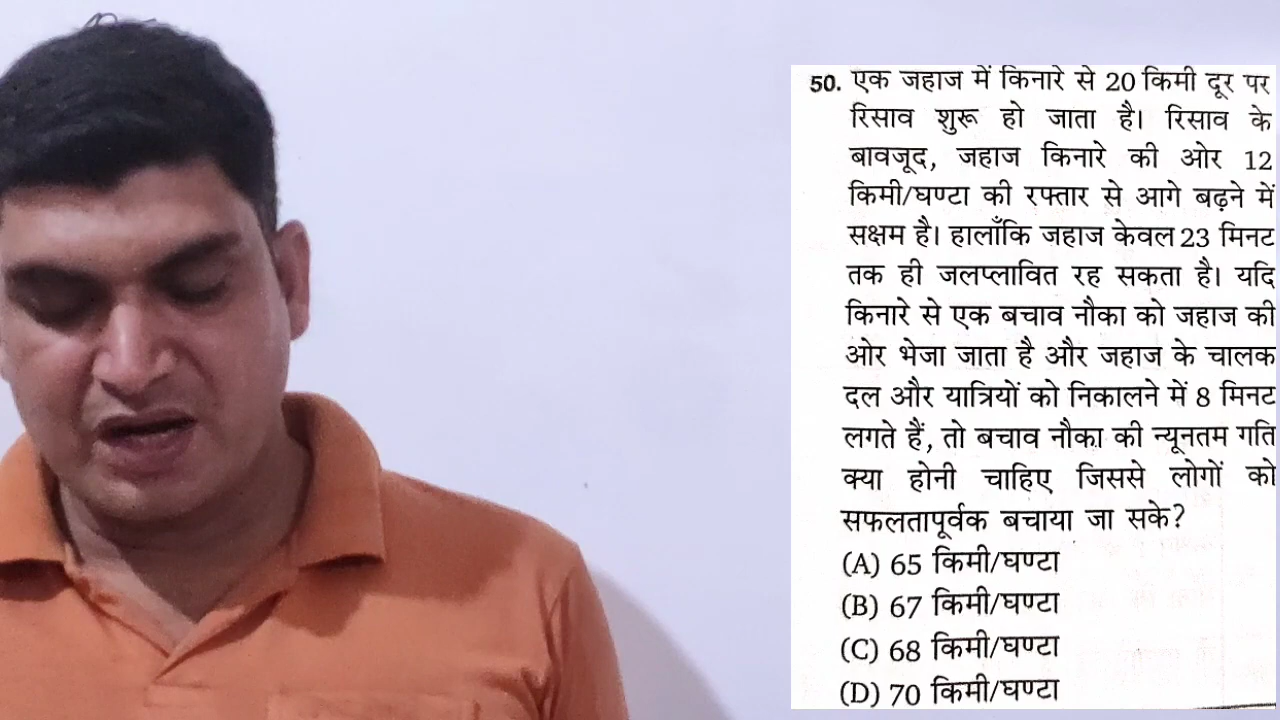 50. एक जहाज में किनारे से 20 किमी दूर पर
रिसाव शुरू हो जाता है। रिसाव के
बावजूद, जहाज किनारे की ओर 12
किमी/घण्टा की रफ्तार से आगे बढ़ने में
सक्षम है। हालाँकि जहाज केवल 23 मिनट
तक ही जलप्लावित रह सकता है। यदि
किनारे से एक बचाव नौका को जहाज की
ओर भेजा जाता है और जहाज के चालक
दल और यात्रियों को निकालने में 8 मिनट
लगते हैं, तो बचाव नौका की न्यूनतम गति
क्या होनी चाहिए जिससे लोगों को
सफलतापूर्वक बचाया जा सके?
(A) 65 किमी/घण्टा
(B) 67 किमी/घण्टा
(C) 68 किमी/घण्टा
(D) 70 किमी/घण्टा